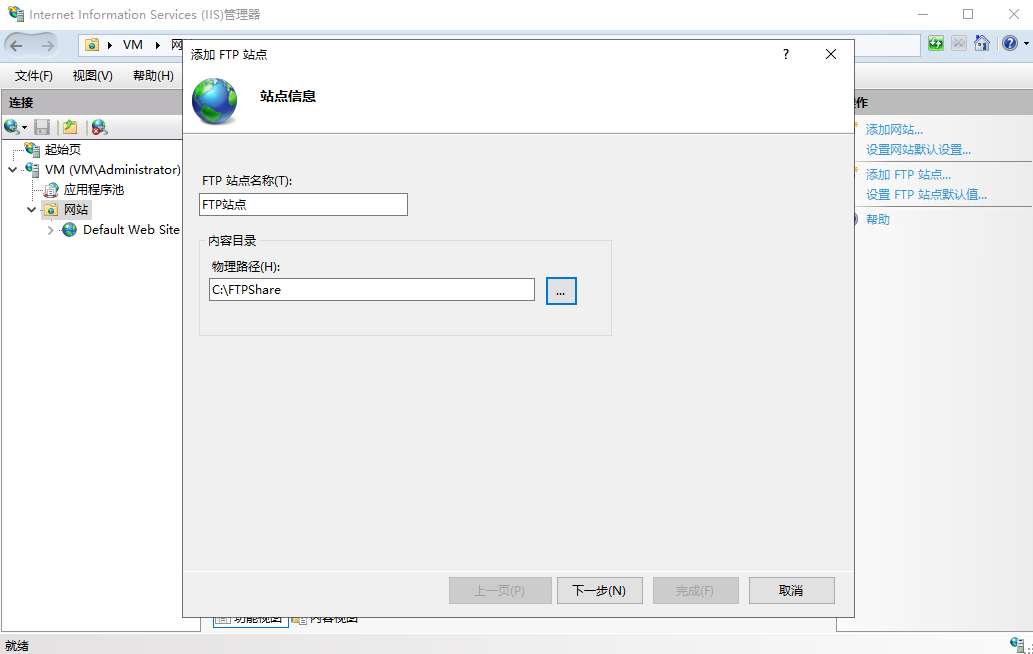 Internet Information Services (IIS)管理器
VM
添加 FTP 站点
?
文件(F) 视图(V) 帮助(H)
连接
起始页
VM (VM\Administrator)
应用程序池
网站
Default Web Site
站点信息
FTP 站点名称(T):
FTP站点
内容目录
物理路径(H):
C:\FTPShare
...
上一页(P) 下一步(N) 完成(F) 取消
功能视图 内容视图
作
添加网站...
设置网站默认设置...
添加 FTP 站点...
设置 FTP 站点默认值...
帮助
就绪